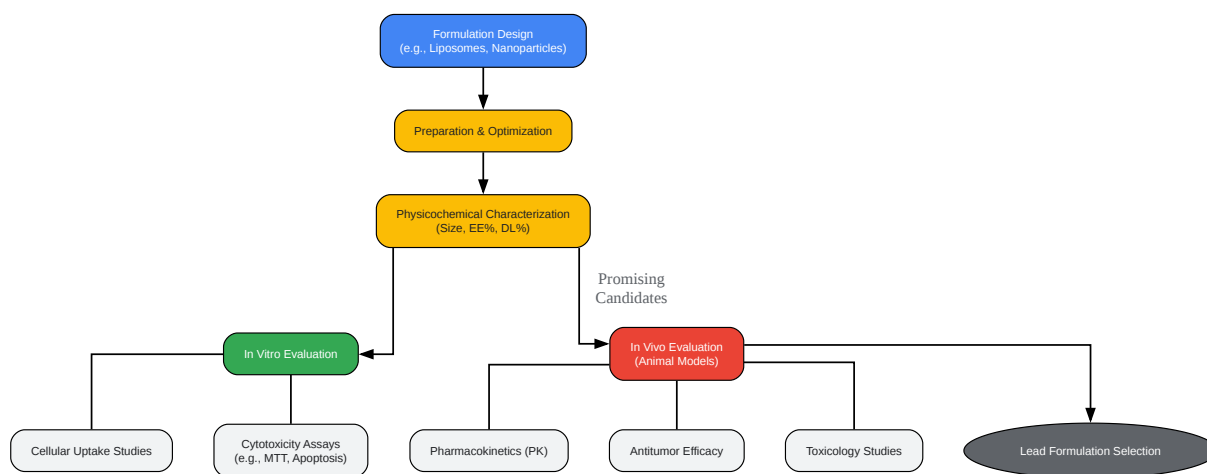 Formulation Design
(e.g., Liposomes, Nanoparticles)
Preparation & Optimization
Physicochemical Characterization
(Size, EE%, DL%)
Promising
Candidates
In Vitro Evaluation
In Vivo Evaluation
(Animal Models)
Cellular Uptake Studies
Cytotoxicity Assays
(e.g., MTT, Apoptosis)
Pharmacokinetics (PK)
Antitumor Efficacy
Toxicology Studies
Lead Formulation Selection